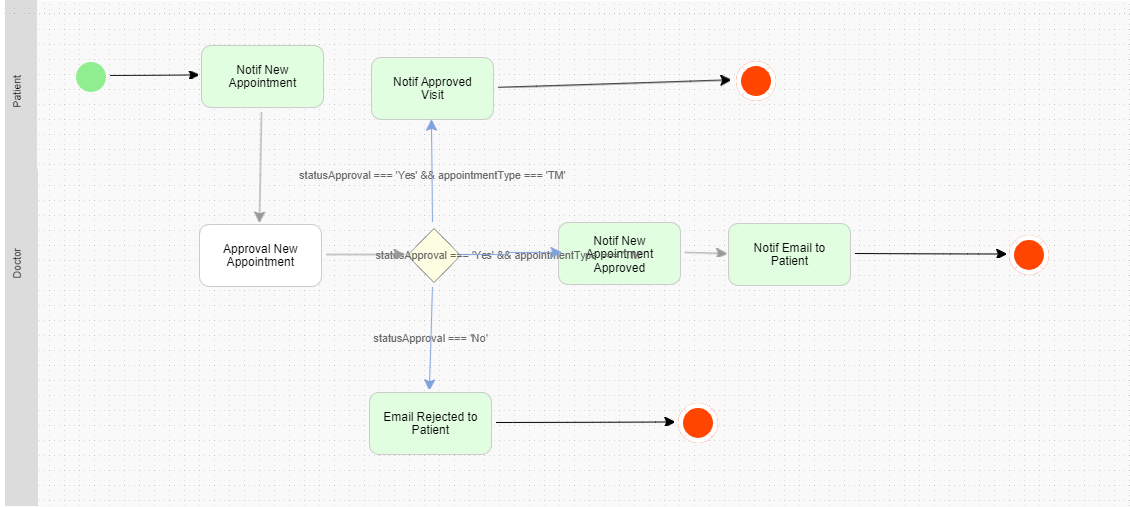 Patient
Notif New
Appointment
Notif Approved
Visit
statusApproval === 'Yes' && appointmentType === 'TM'
Doctor
Approval New
Appointment
statusApproval === 'Yes' && appointmentType === 'TM'
Notif New
Appointment
Approved
Notif Email to
Patient
statusApproval === 'No'
Email Rejected to
Patient